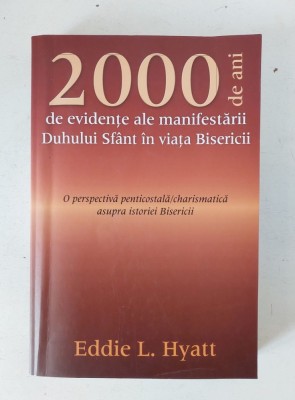 2000 de ani
de evidențe ale manifestării
Duhului Sfânt în viața Bisericii
O perspectivă penticostală/charismatică
asupra istoriei Bisericii
Eddie L. Hyatt